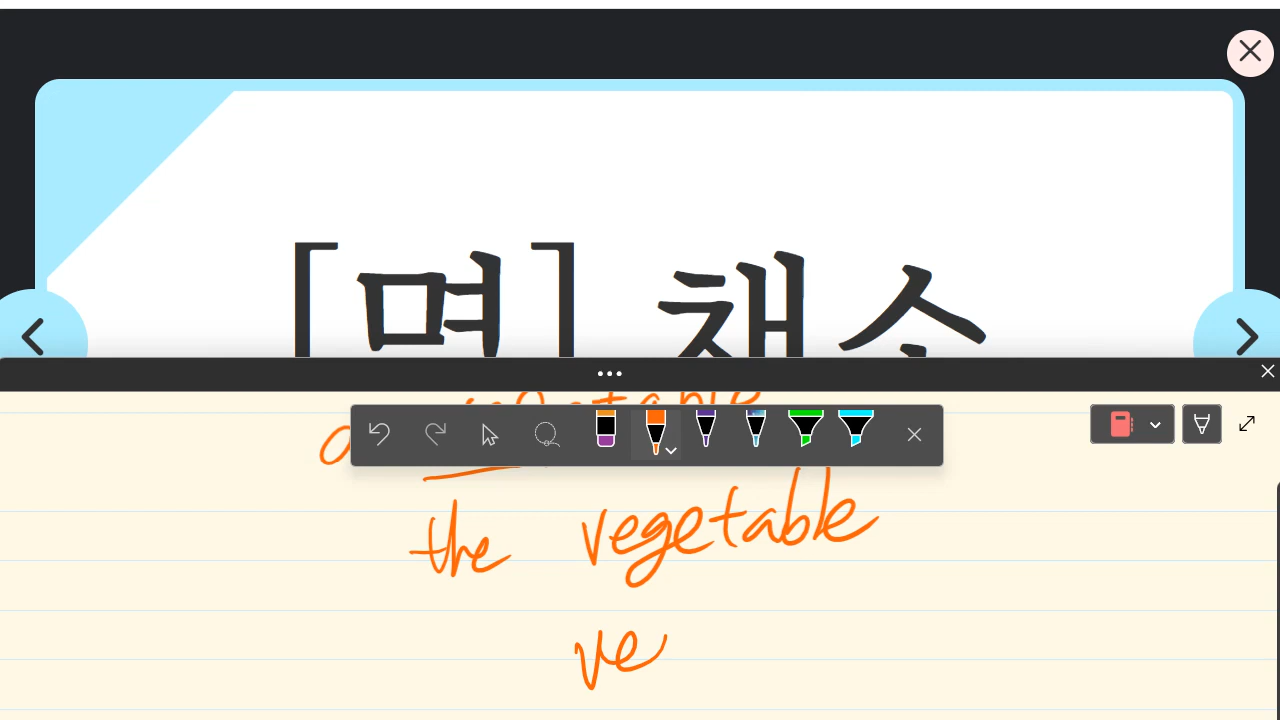 [명] 채소
the vegetable
ve